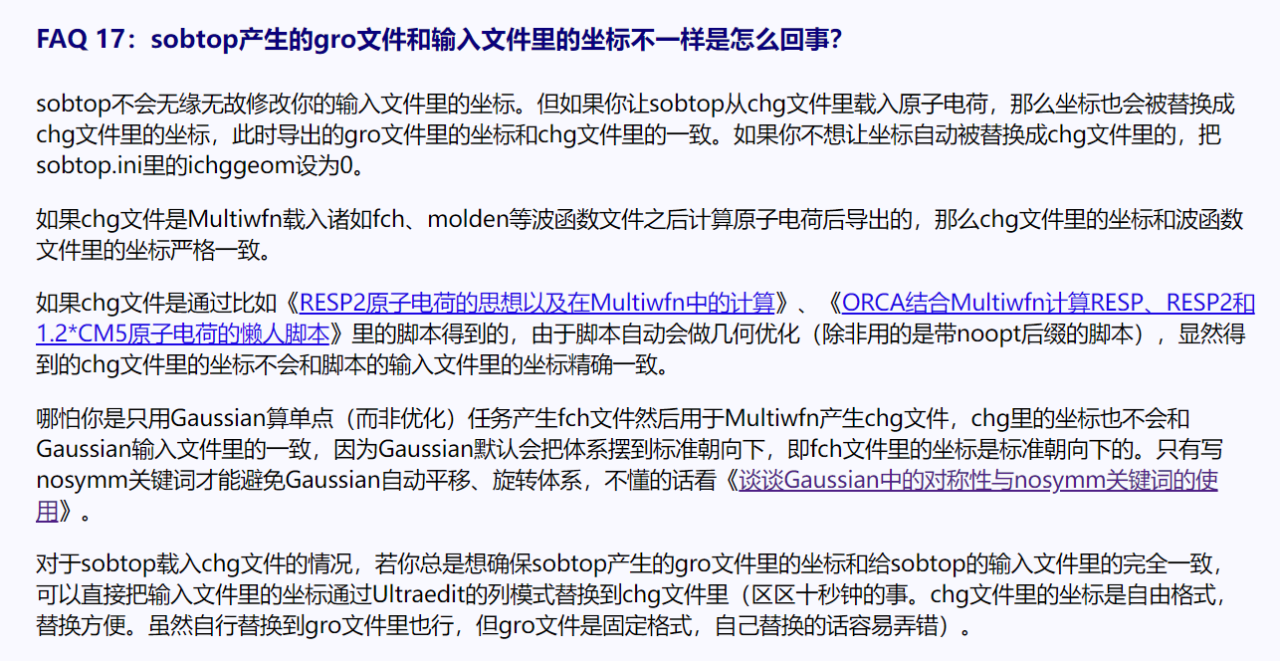 FAQ 17：sobtop产生的gro文件和输入文件里的坐标不一样是怎么回事？
sobtop不会无缘无故修改你的输入文件里的坐标。但如果你让sobtop从chg文件里载入原子电荷，那么坐标也会被替换成
chg文件里的坐标，此时导出的gro文件里的坐标和chg文件里的一致。如果你不想让坐标自动被替换成chg文件里的，把
sobtop.ini里的ichggeom设为0。
如果chg文件是Multiwfn载入诸如fch、molden等波函数文件之后计算原子电荷后导出的，那么chg文件里的坐标和波函数
文件里的坐标严格一致。
如果chg文件是通过比如《RESP2原子电荷的思想以及在Multiwfn中的计算》、《ORCA结合Multiwfn计算RESP、RESP2和
1.2*CM5原子电荷的懒人脚本》里的脚本得到的，由于脚本自动会做几何优化（除非用的是带noopt后缀的脚本），显然得
到的chg文件里的坐标不会和脚本的输入文件里的坐标精确一致。
哪怕你是只用Gaussian算单点（而非优化）任务产生fch文件然后用于Multiwfn产生chg文件，chg里的坐标也不会和
Gaussian输入文件里的一致，因为Gaussian默认会把体系摆到标准朝向下，即fch文件里的坐标是标准朝向下的。只有写
nosymm关键词才能避免Gaussian自动平移、旋转体系，不懂的话看《谈谈Gaussian中的对称性与nosymm关键词的使
用》。
对于sobtop载入chg文件的情况，若你总是想确保sobtop产生的gro文件里的坐标和给sobtop的输入文件里的完全一致，
可以直接把输入文件里的坐标通过Ultraedit的列模式替换到chg文件里（区区十秒钟的事。chg文件里的坐标是自由格式，
替换方便。虽然自行替换到gro文件里也行，但gro文件是固定格式，自己替换的话容易弄错）。